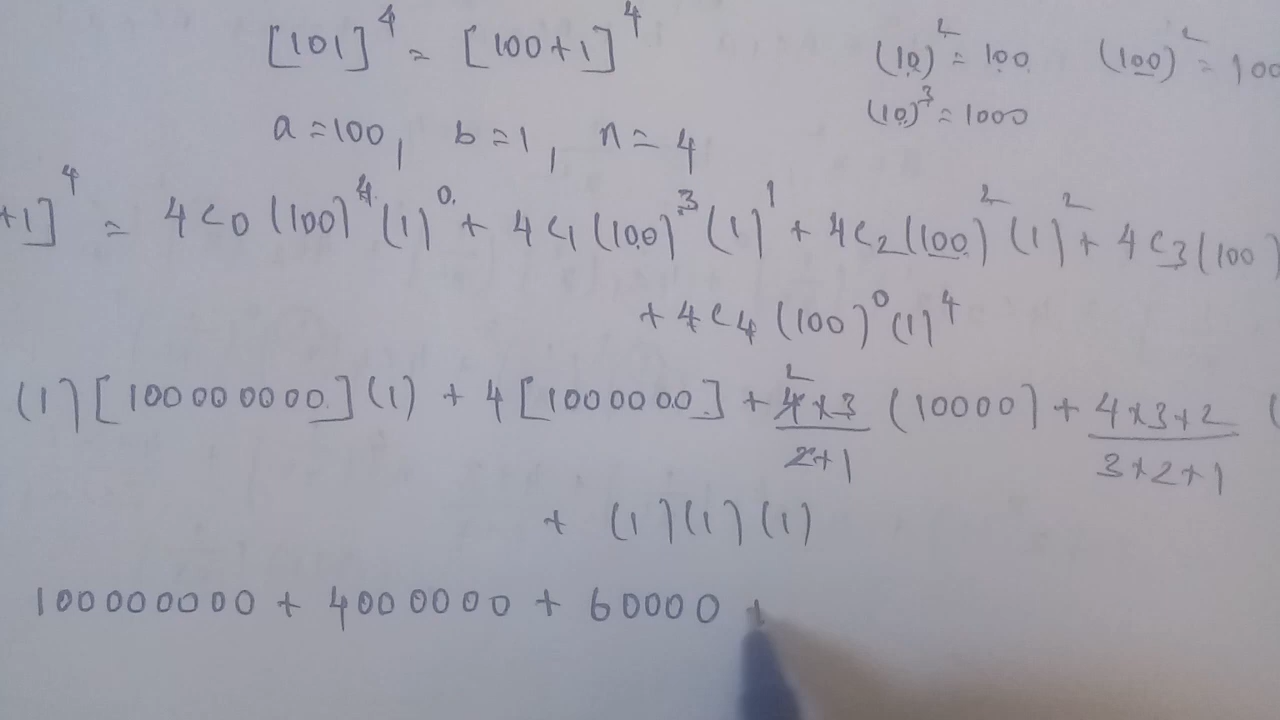 [101]⁴ = [100+1]⁴
(10)² = 100 (100)² = 100
(10)³ = 1000
a = 100, b = 1, n = 4
+1]⁴ = 4C0 (100)⁴ (1)⁰ + 4C1 (100)³ (1)¹ + 4C2 (100)² (1)² + 4C3 (100)
+ 4C4 (100)⁰ (1)⁴
(1) [100000000] (1) + 4 [1000000] + 4×3/2×1 (10000) + 4×3×2/3×2×1 (
+ (1) (1) (1)
100000000 + 4000000 + 60000 +